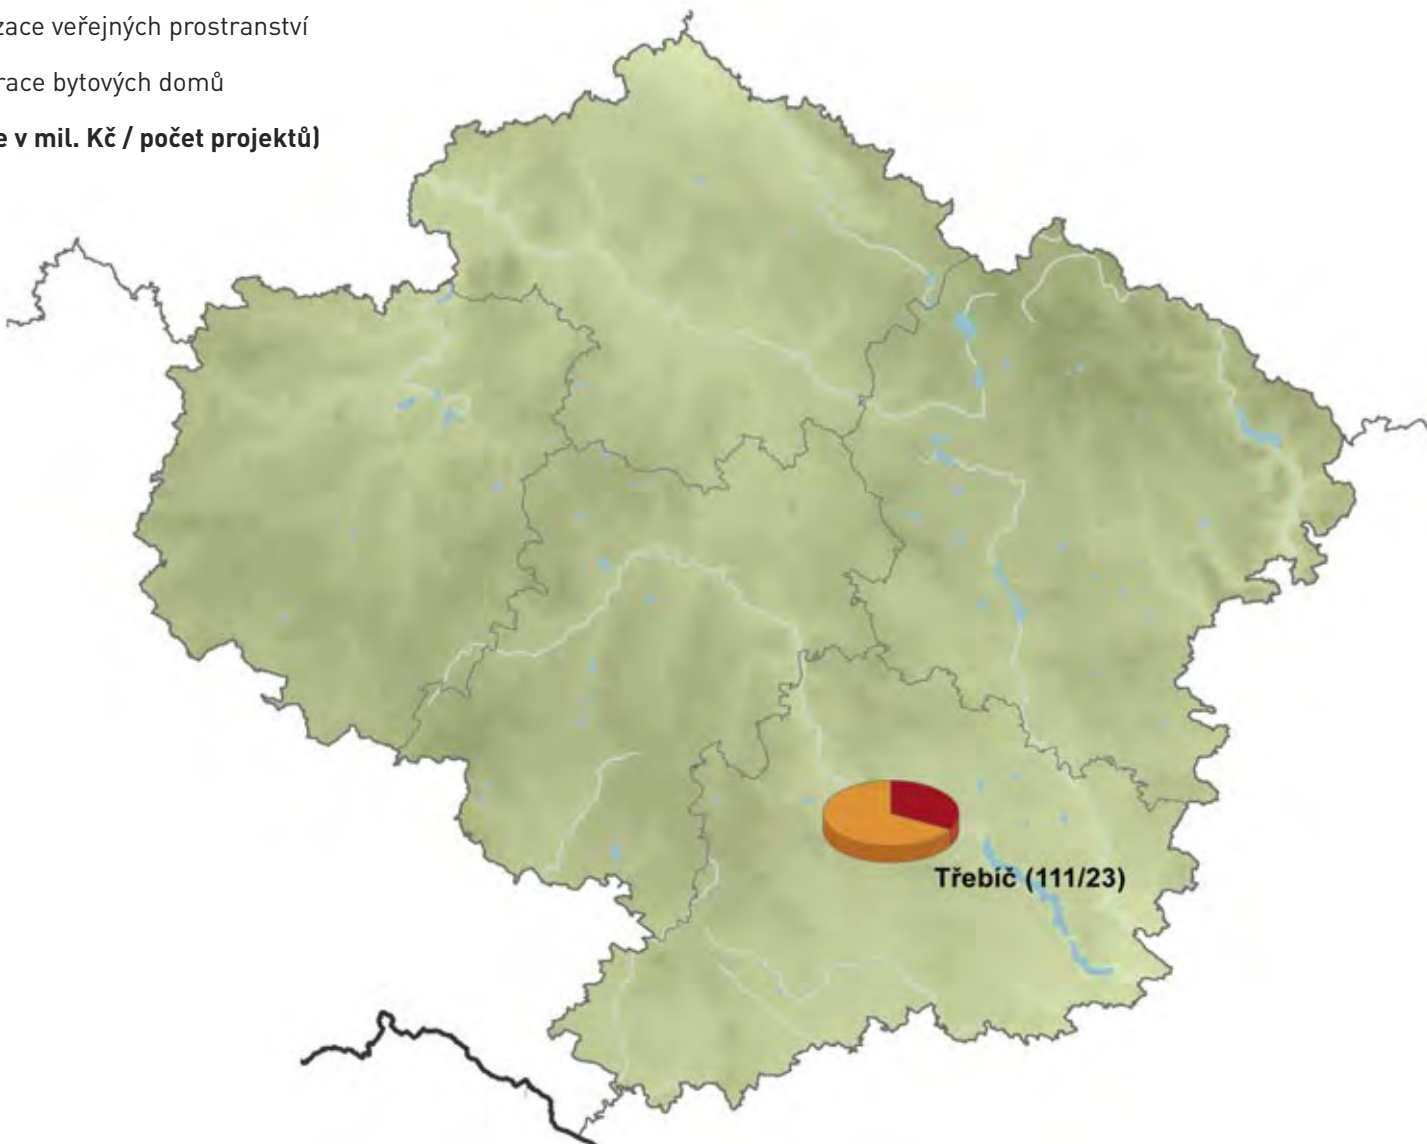 zace veřejných prostranství
race bytových domů
e v mil. Kč / počet projektů)
Třebíč (111/23)